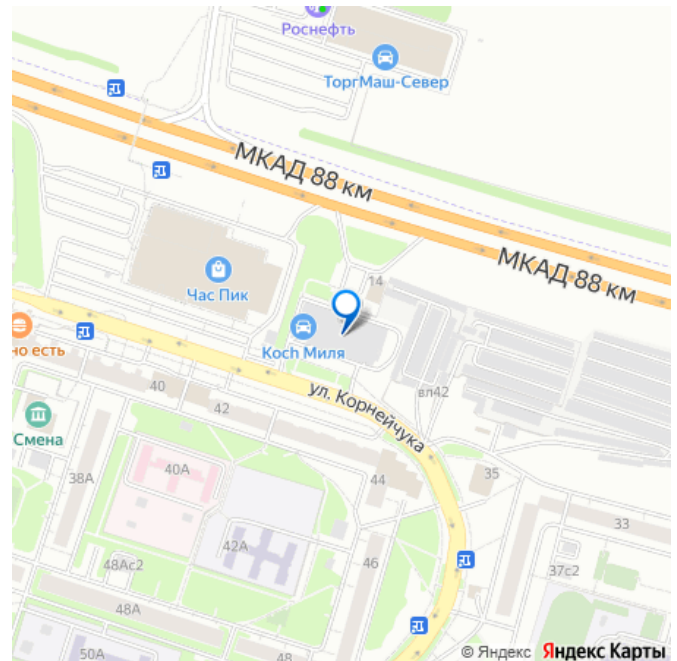 Роснефть
ТоргМаш-Север
МКАД 88 км
МКАД 88 км
Час Пик
14
но есть
Koch Миля
вл42
ул. Корнейчука
40
42
Смена
38А
40А
44
35
33
42А
46
37с2
48Ас2
48А
50А
48
© Яндекс Яндекс Карты